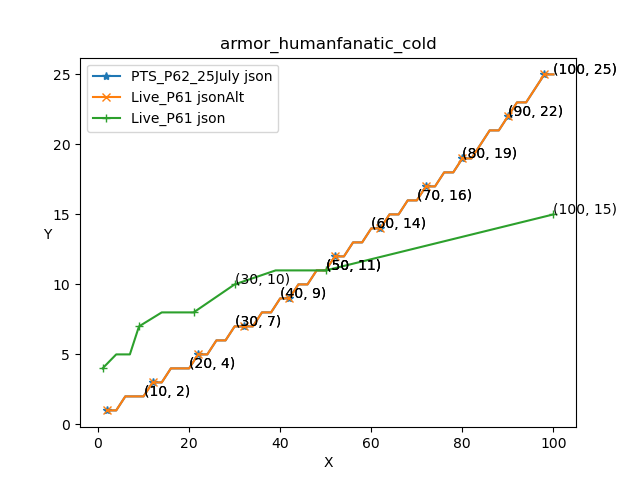 armor_humanfanatic_cold
PTS_P62_25July json
Live_P61 jsonAlt
Live_P61 json
Y
25
20
15
10
5
0
(100, 25)
(90, 22)
(80, 19)
(70, 16)
(100, 15)
(60, 14)
(50, 11)
(30, 10)
(40, 9)
(30, 7)
(20, 4)
(10, 2)
0 20 40 60 80 100
X